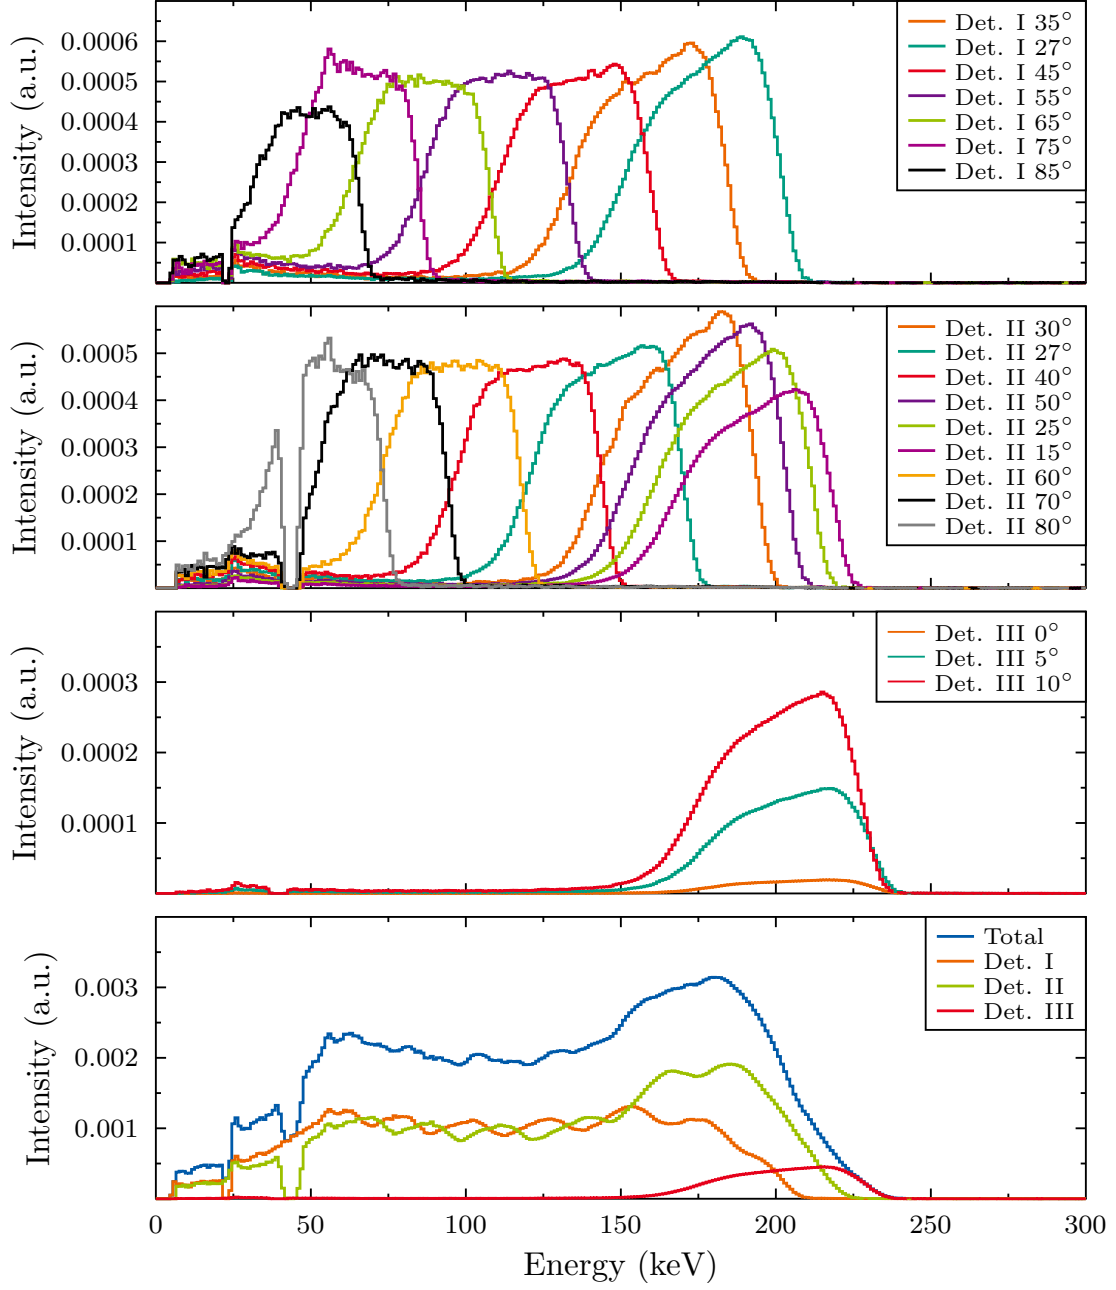 Intensity (a.u.)
0.0006
0.0005
0.0004
0.0003
0.0002
0.0001
Det. I 35°
Det. I 27°
Det. I 45°
Det. I 55°
Det. I 65°
Det. I 75°
Det. I 85°
Intensity (a.u.)
0.0005
0.0004
0.0003
0.0002
0.0001
Det. II 30°
Det. II 27°
Det. II 40°
Det. II 50°
Det. II 25°
Det. II 15°
Det. II 60°
Det. II 70°
Det. II 80°
Intensity (a.u.)
0.0003
0.0002
0.0001
Det. III 0°
Det. III 5°
Det. III 10°
Intensity (a.u.)
0.003
0.002
0.001
Total
Det. I
Det. II
Det. III
0 50 100 150 200 250 300
Energy (keV)